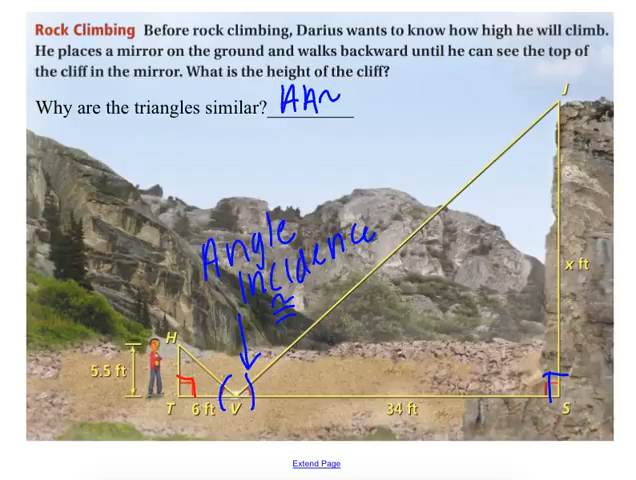 Rock Climbing Before rock climbing, Darius wants to know how high he will climb.
He places a mirror on the ground and walks backward until he can see the top of
the cliff in the mirror. What is the height of the cliff?
Why are the triangles similar? AA~
J
Angle
incidence
≅
x ft
H
5.5 ft
T 6 ft V 34 ft S
Extend Page